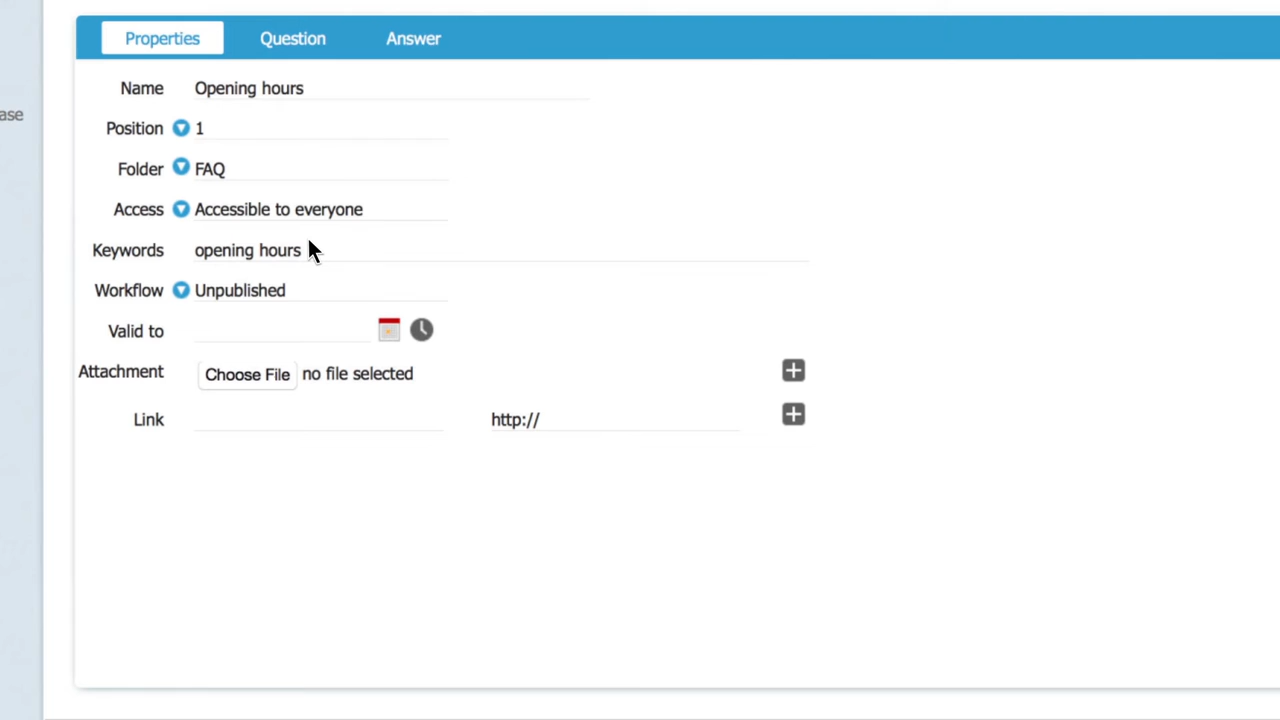 Properties Question Answer
ase
Name Opening hours
Position 1
Folder FAQ
Access Accessible to everyone
Keywords opening hours
Workflow Unpublished
Valid to
Attachment Choose File no file selected
Link http://